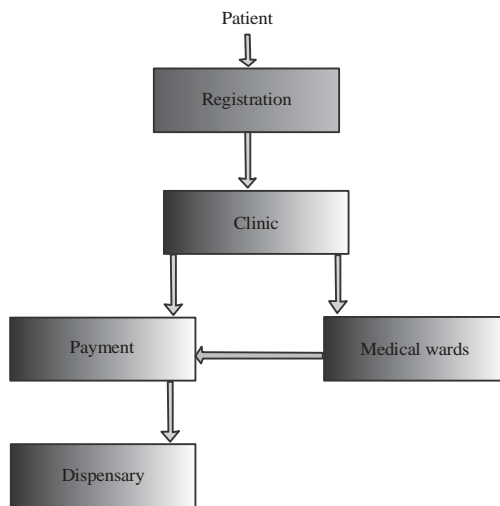 Patient
Registration
Clinic
Payment
Medical wards
Dispensary